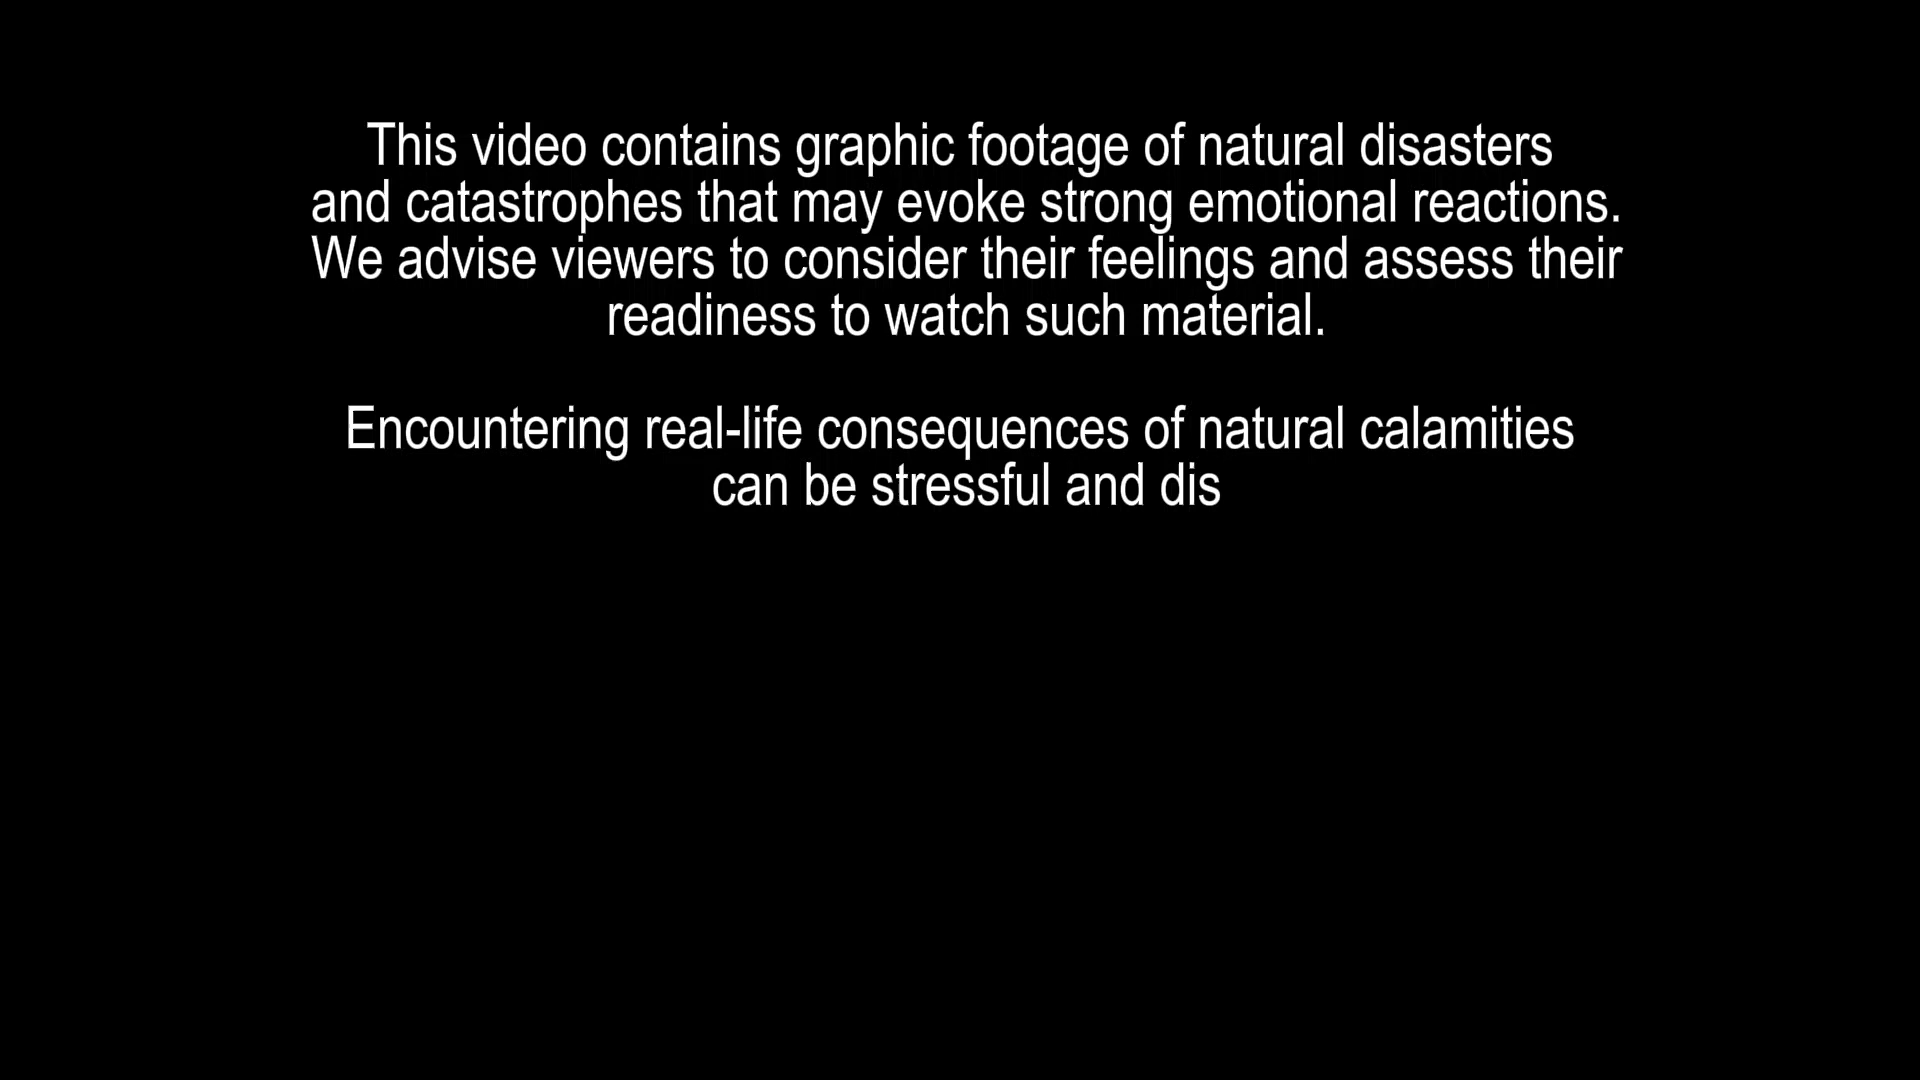 This video contains graphic footage of natural disasters
and catastrophes that may evoke strong emotional reactions.
We advise viewers to consider their feelings and assess their
readiness to watch such material.
Encountering real-life consequences of natural calamities
can be stressful and dis